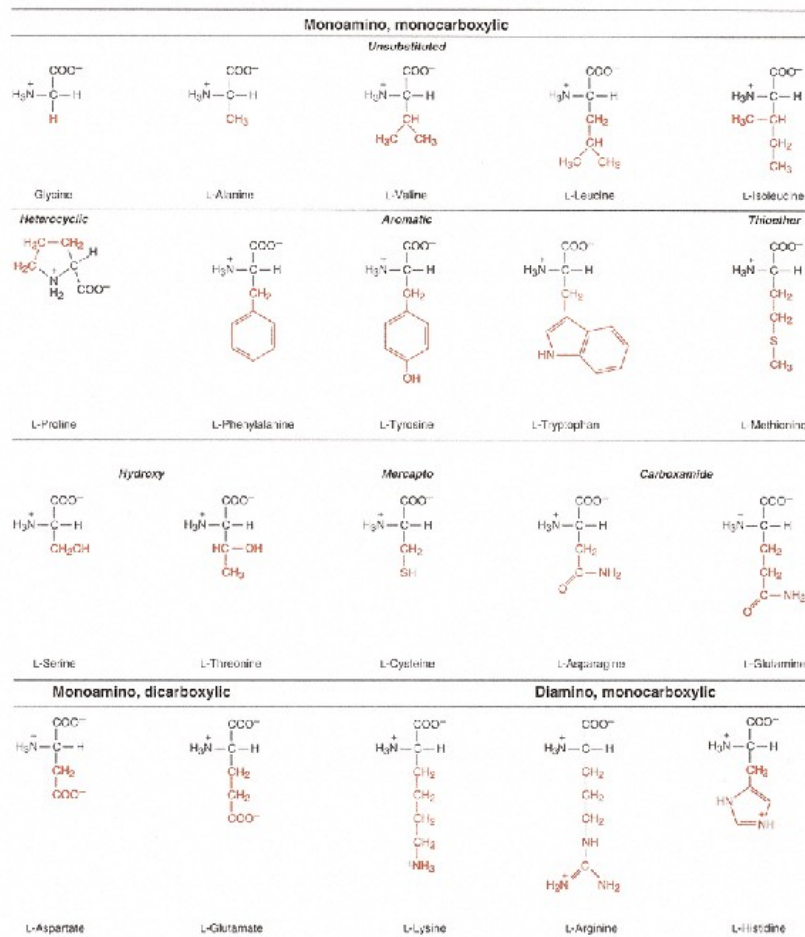 Monoamino, monocarboxylic
Unsubstituted
COO⁻ COO⁻ COO⁻ COO⁻ COO⁻
H₃N⁺—C—H H₃N⁺—C—H H₃N⁺—C—H H₃N⁺—C—H H₃N⁺—C—H
H CH₃ CH CH₂ H₃C—CH
H₃C CH₃ CH CH₂
H₃C CH₃ CH₃
Glycine L-Alanine L-Valine L-Leucine L-Isoleucine
Heterocyclic Aromatic Thioether
H₂C—CH₂ COO⁻ COO⁻ COO⁻ COO⁻
H₂C C H H₃N⁺—C—H H₃N—C—H H₃N⁺—C—H H₃N⁺—C—H
N⁺ H₂ COO⁻ CH₂ CH₂ CH₂ CH₂
CH₂
HN S
OH CH₃
L-Proline L-Phenylalanine L-Tyrosine L-Tryptophan L-Methionine
Hydroxy Mercapto Carboxamide
COO⁻ COO⁻ COO⁻ COO⁻ COO⁻
H₃N⁺—C—H H₃N⁺—C—H H₃N⁺—C—H H₃N⁺—C—H H₃N—C—H
CH₂OH HC—OH CH₂ CH₂ CH₂
CH₃ SH O C—NH₂ CH₂
O C—NH₂
L-Serine L-Threonine L-Cysteine L-Asparagine L-Glutamine
Monoamino, dicarboxylic Diamino, monocarboxylic
COO⁻ COO⁻ COO⁻ COO⁻ COO⁻
H₃N—C—H H₃N⁺—C—H H₃N⁺—C—H H₃N⁺—C—H H₃N⁺—C—H
CH₂ CH₂ CH₂ CH₂ CH₂
COO⁻ CH₂ CH₂ CH₂ HN
COO⁻ CH₂ CH₂ NH⁺
CH₂ NH
⁺NH₃ C
H₂N⁺ NH₂
L-Aspartate L-Glutamate L-Lysine L-Arginine L-Histidine